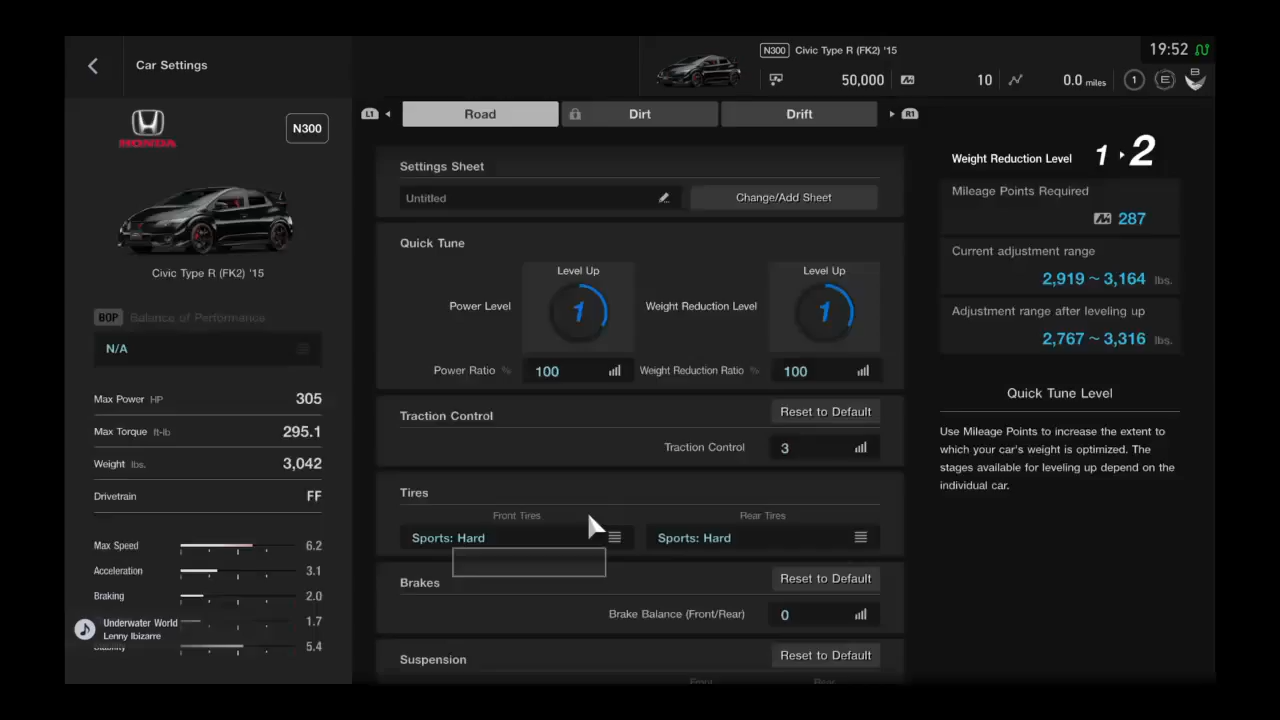 Car Settings
N300 Civic Type R (FK2) '15
50,000
10
0.0 miles
1
E
B
19:52
HONDA
N300
Civic Type R (FK2) '15
BOP Balance of Performance
N/A
Max Power HP 305
Max Torque ft-lb 295.1
Weight lbs. 3,042
Drivetrain FF
Max Speed 6.2
Acceleration 3.1
Braking 2.0
1.7
Underwater World
Lenny Ibizarre
Stability 5.4
L1 Road Dirt Drift R1
Settings Sheet
Untitled
Change/Add Sheet
Quick Tune
Level Up Level Up
Power Level 1 Weight Reduction Level 1
Power Ratio % 100 Weight Reduction Ratio % 100
Traction Control Reset to Default
Traction Control 3
Tires
Front Tires Rear Tires
Sports: Hard Sports: Hard
Brakes Reset to Default
Brake Balance (Front/Rear) 0
Suspension Reset to Default
Front Rear
Weight Reduction Level 1 2
Mileage Points Required
287
Current adjustment range
2,919 ~ 3,164 lbs.
Adjustment range after leveling up
2,767 ~ 3,316 lbs.
Quick Tune Level
Use Mileage Points to increase the extent to
which your car's weight is optimized. The
stages available for leveling up depend on the
individual car.